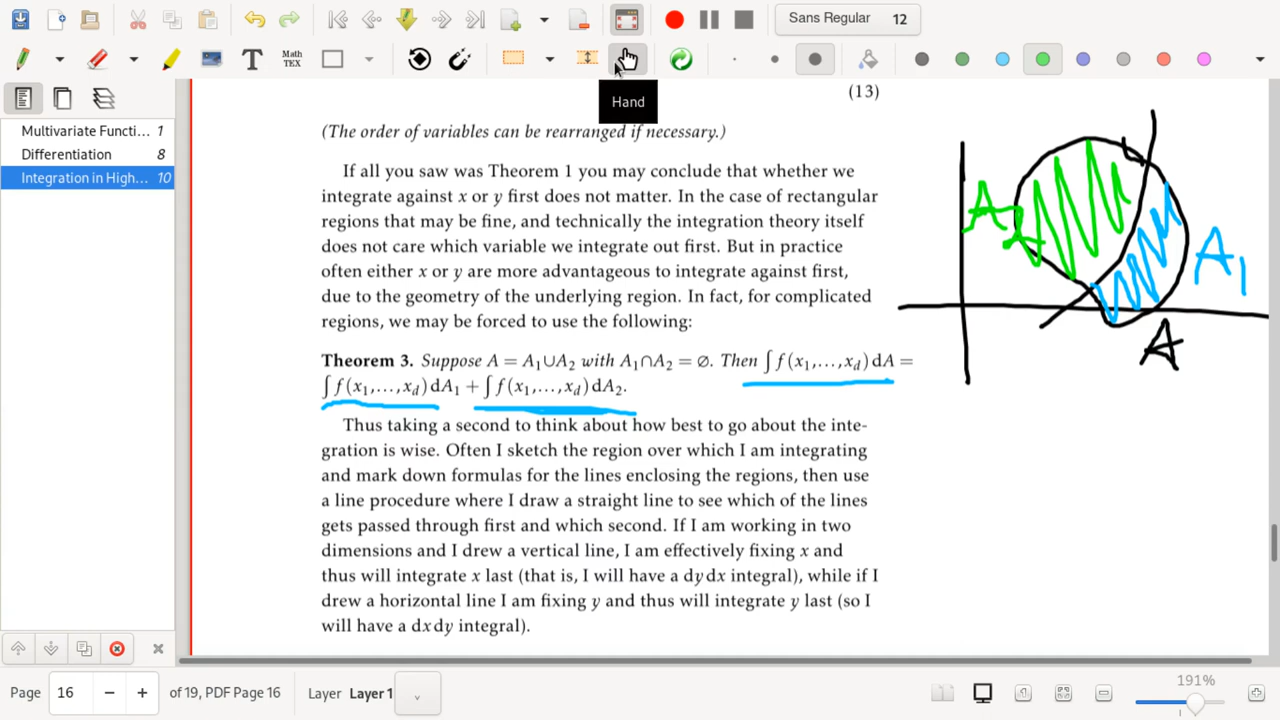 Sans Regular 12
T
Math
TEX
Hand
(13)
Multivariate Functi... 1
Differentiation 8
Integration in High... 10
(The order of variables can be rearranged if necessary.)
If all you saw was Theorem 1 you may conclude that whether we
integrate against x or y first does not matter. In the case of rectangular
regions that may be fine, and technically the integration theory itself
does not care which variable we integrate out first. But in practice
often either x or y are more advantageous to integrate against first,
due to the geometry of the underlying region. In fact, for complicated
regions, we may be forced to use the following:
Theorem 3. Suppose A = A₁∪A₂ with A₁∩A₂ = ∅. Then ∫ f(x₁,...,x_d) dA =
∫ f(x₁,...,x_d) dA₁ + ∫ f(x₁,...,x_d) dA₂.
Thus taking a second to think about how best to go about the inte-
gration is wise. Often I sketch the region over which I am integrating
and mark down formulas for the lines enclosing the regions, then use
a line procedure where I draw a straight line to see which of the lines
gets passed through first and which second. If I am working in two
dimensions and I drew a vertical line, I am effectively fixing x and
thus will integrate x last (that is, I will have a dy dx integral), while if I
drew a horizontal line I am fixing y and thus will integrate y last (so I
will have a dx dy integral).
A₂
A₁
A
Page 16 of 19, PDF Page 16 Layer Layer 1
191%